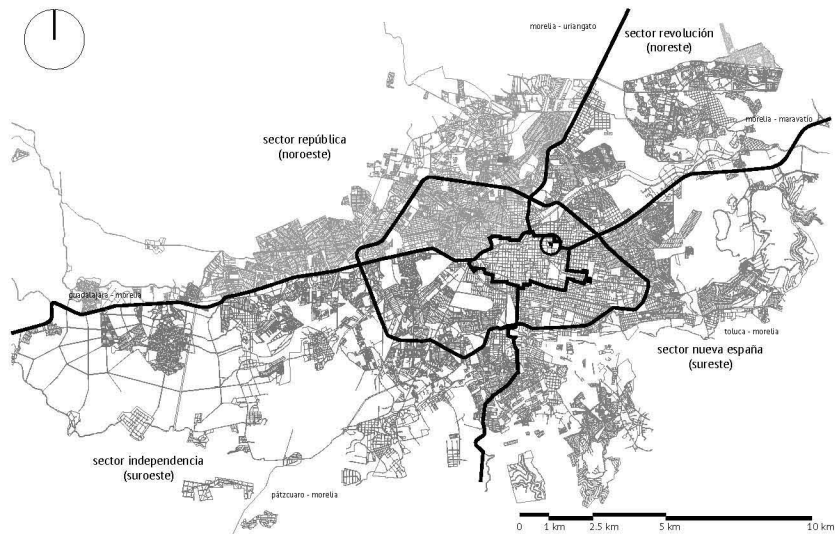 morelia - uriangato
sector revolución
(noreste)
morelia - maravatío
sector república
(noroeste)
guadalajara - morelia
toluca - morelia
sector nueva españa
(sureste)
sector independencia
(suroeste)
pátzcuaro - morelia
0 1 km 2.5 km 5 km 10 km